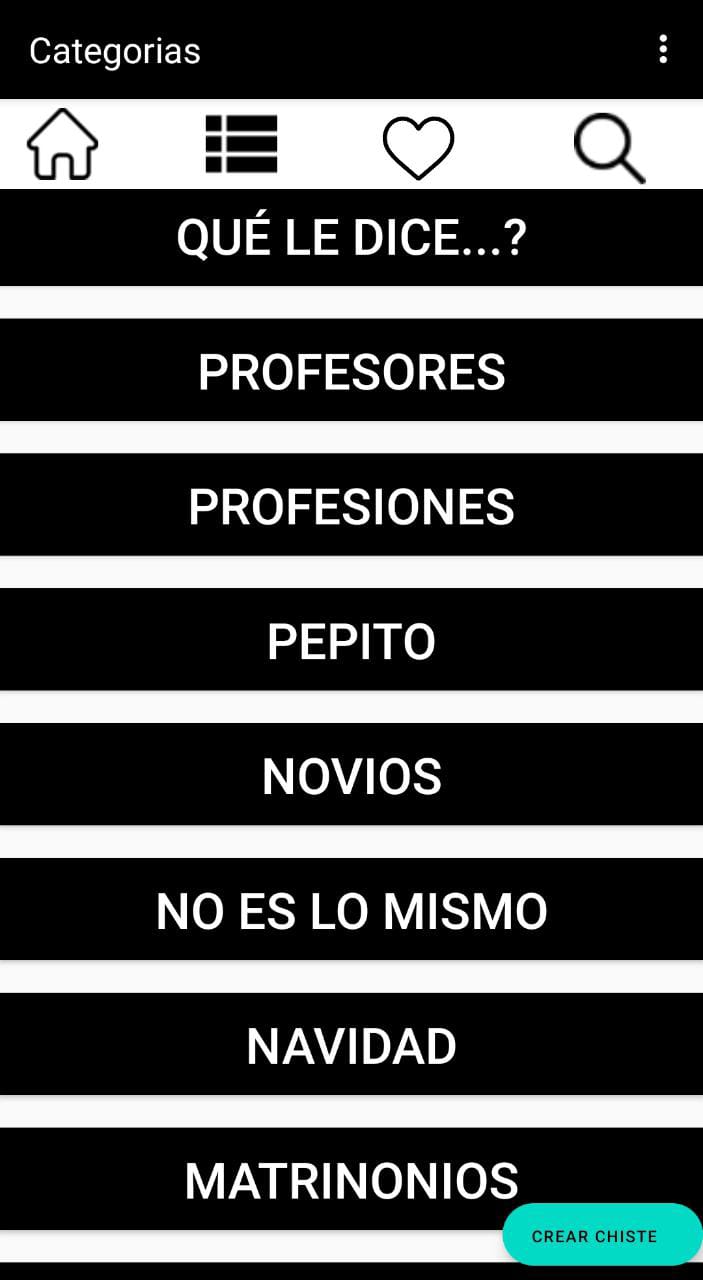 Categorias
QUÉ LE DICE...?
PROFESORES
PROFESIONES
PEPITO
NOVIOS
NO ES LO MISMO
NAVIDAD
MATRINONIOS
CREAR CHISTE